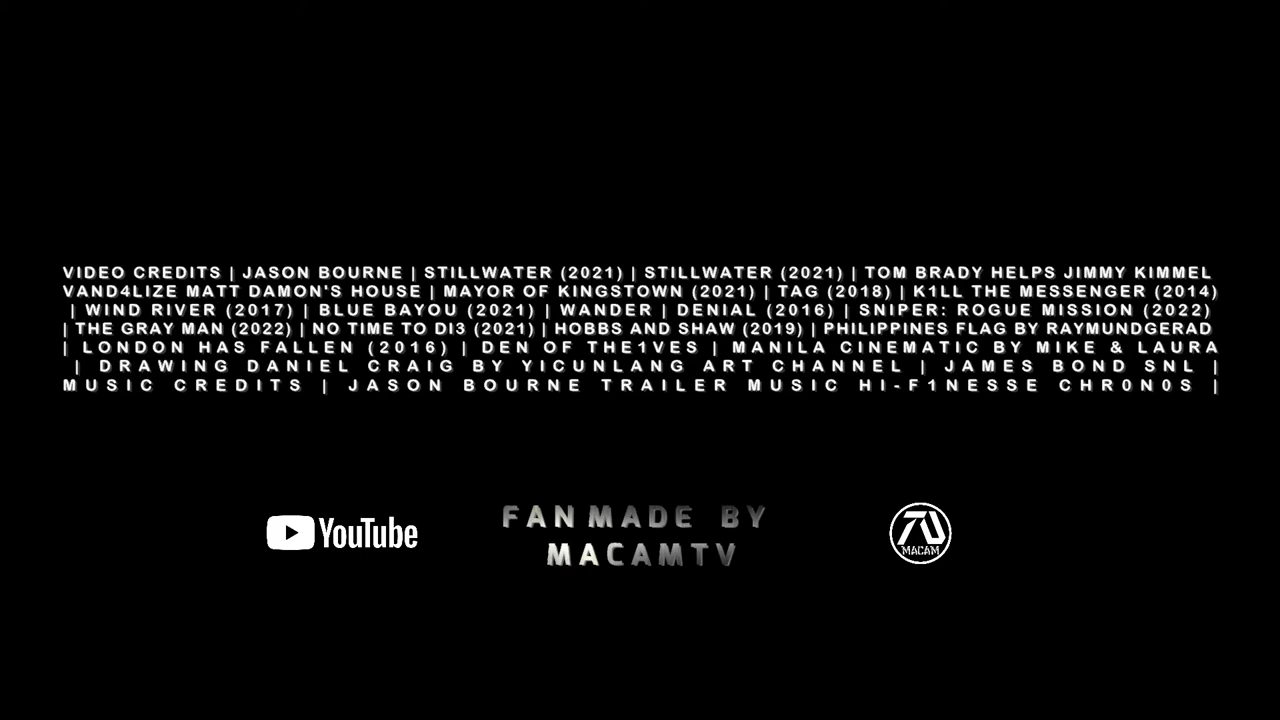 VIDEO CREDITS | JASON BOURNE | STILLWATER (2021) | STILLWATER (2021) | TOM BRADY HELPS JIMMY KIMMEL
VAND4LIZE MATT DAMON'S HOUSE | MAYOR OF KINGSTOWN (2021) | TAG (2018) | K1LL THE MESSENGER (2014)
| WIND RIVER (2017) | BLUE BAYOU (2021) | WANDER | DENIAL (2016) | SNIPER: ROGUE MISSION (2022)
| THE GRAY MAN (2022) | NO TIME TO DI3 (2021) | HOBBS AND SHAW (2019) | PHILIPPINES FLAG BY RAYMUNDGERAD
| LONDON HAS FALLEN (2016) | DEN OF THE1VES | MANILA CINEMATIC BY MIKE & LAURA
| DRAWING DANIEL CRAIG BY YICUNLANG ART CHANNEL | JAMES BOND SNL |
MUSIC CREDITS | JASON BOURNE TRAILER MUSIC HI-F1NESSE CHR0N0S |
YouTube
FANMADE BY
MACAMTV
MACAM